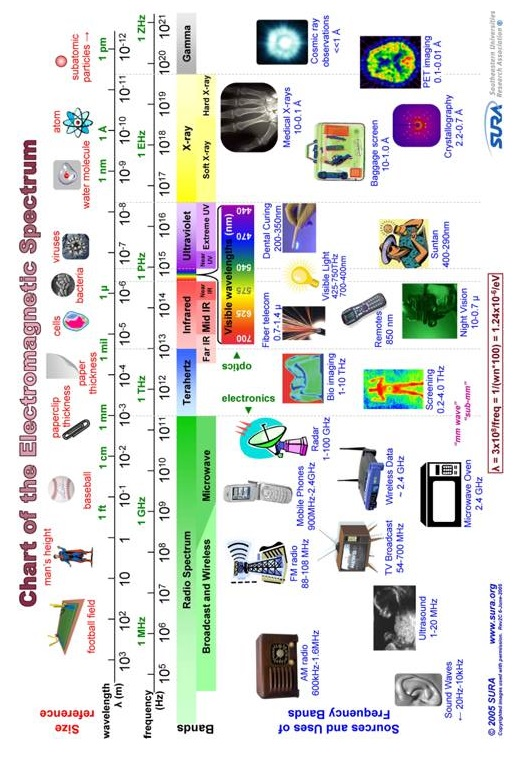 Chart of the Electromagnetic Spectrum
Size
reference
football field
man's height
baseball
paperclip
thickness
paper
thickness
cells
bacteria
viruses
water molecule
atom
subatomic
particles →
1 ft
1 cm
1 mm
1 mil
1 µ
1 nm
1 Å
1 pm
wavelength
λ (m)
10³ 10² 10 1 10⁻¹ 10⁻² 10⁻³ 10⁻⁴ 10⁻⁵ 10⁻⁶ 10⁻⁷ 10⁻⁸ 10⁻⁹ 10⁻¹⁰ 10⁻¹¹ 10⁻¹²
1 MHz
1 GHz
1 THz
1 PHz
1 EHz
1 ZHz
frequency
(Hz)
10⁵ 10⁶ 10⁷ 10⁸ 10⁹ 10¹⁰ 10¹¹ 10¹² 10¹³ 10¹⁴ 10¹⁵ 10¹⁶ 10¹⁷ 10¹⁸ 10¹⁹ 10²⁰ 10²¹
Bands
Radio Spectrum
Broadcast and Wireless
Microwave
Terahertz
Infrared
Far IR
Mid IR
Near
IR
Ultraviolet
Near
UV
Extreme UV
X-ray
Soft X-ray
Hard X-ray
Gamma
electronics
optics
700 625 575 540 470 440
Visible wavelengths (nm)
Sources and Uses of
Frequency Bands
AM radio
600kHz-1.6MHz
FM radio
88-108 MHz
Mobile Phones
900MHz-2.4GHz
Radar
1-100 GHz
Bio imaging
1-10 THz
Fiber telecom
0.7-1.4 µ
Visible Light
425-750THz
700-400nm
Dental Curing
200-350nm
Medical X-rays
10-0.1 Å
Cosmic ray
observations
<<1 Å
Ultrasound
1-20 MHz
TV Broadcast
54-700 MHz
Wireless Data
~ 2.4 GHz
Screening
0.2-4.0 THz
Remotes
850 nm
Suntan
400-290nm
Baggage screen
10-1.0 Å
PET imaging
0.1-0.01 Å
Sound Waves
← 20Hz-10kHz
Microwave Oven
2.4 GHz
"mm wave"
"sub-mm"
Night Vision
10-0.7 µ
Crystallography
2.2-0.7 Å
© 2005 SURA www.sura.org
Copyrighted images used with permission. Rev2C 6-June-2005
λ = 3x10⁸/freq = 1/(wn*100) = 1.24x10⁻⁶/eV
SURA
Southeastern Universities
Research Association